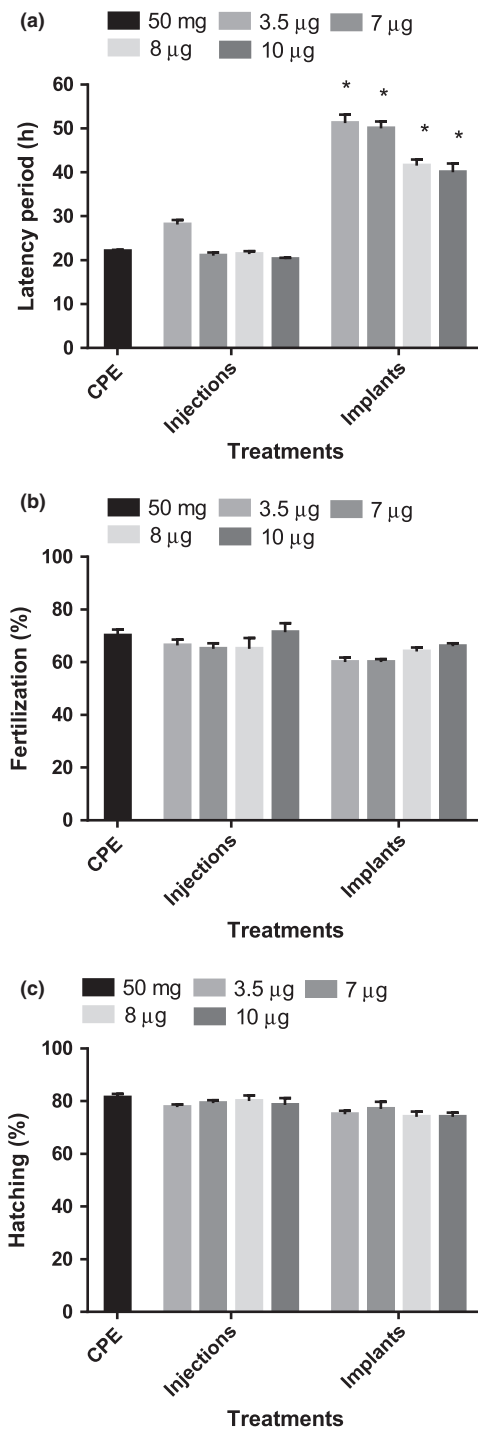 (a)
50 mg 3.5 μg 7 μg
8 μg 10 μg
Latency period (h)
60
50
40
30
20
10
0
* * * *
CPE Injections Implants
Treatments
(b)
50 mg 3.5 μg 7 μg
8 μg 10 μg
Fertilization (%)
100
80
60
40
20
0
CPE Injections Implants
Treatments
(c)
50 mg 3.5 μg 7 μg
8 μg 10 μg
Hatching (%)
100
80
60
40
20
0
CPE Injections Implants
Treatments